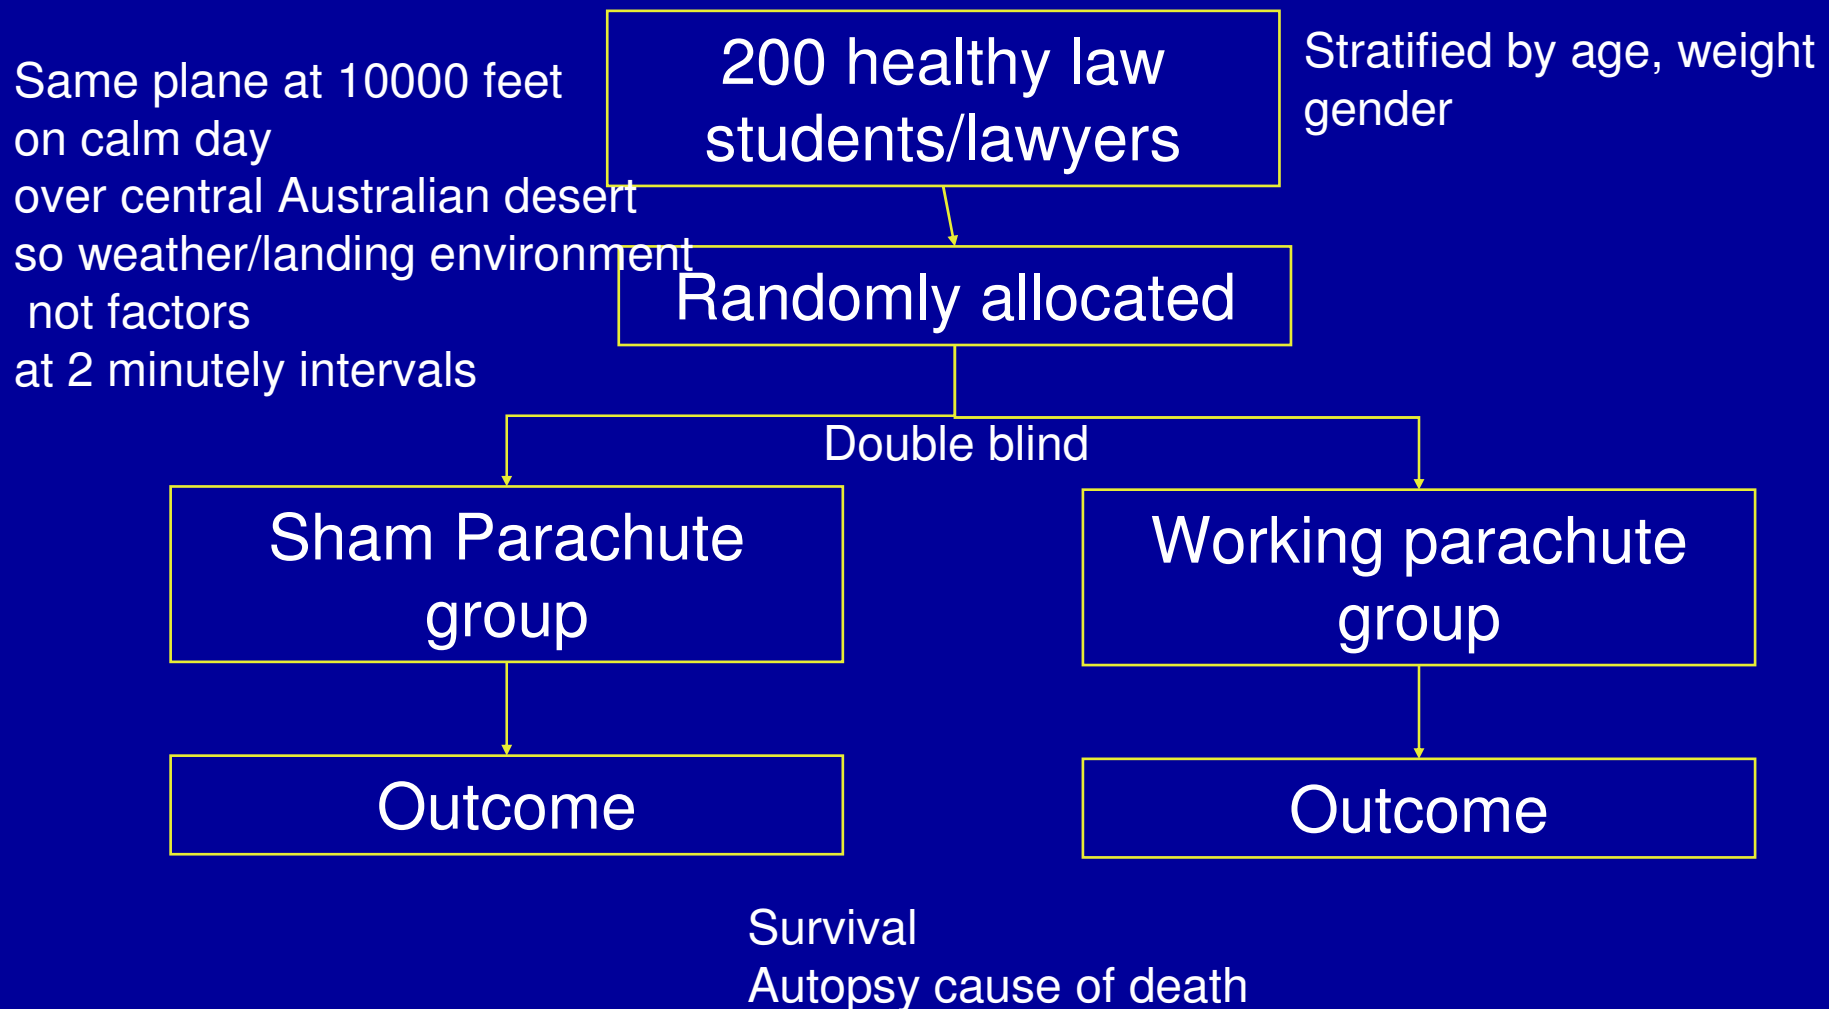 200 healthy law
students/lawyers
Stratified by age, weight
gender
Same plane at 10000 feet
on calm day
over central Australian desert
so weather/landing environment
not factors
at 2 minutely intervals
Randomly allocated
Double blind
Sham Parachute
group
Working parachute
group
Outcome
Outcome
Survival
Autopsy cause of death